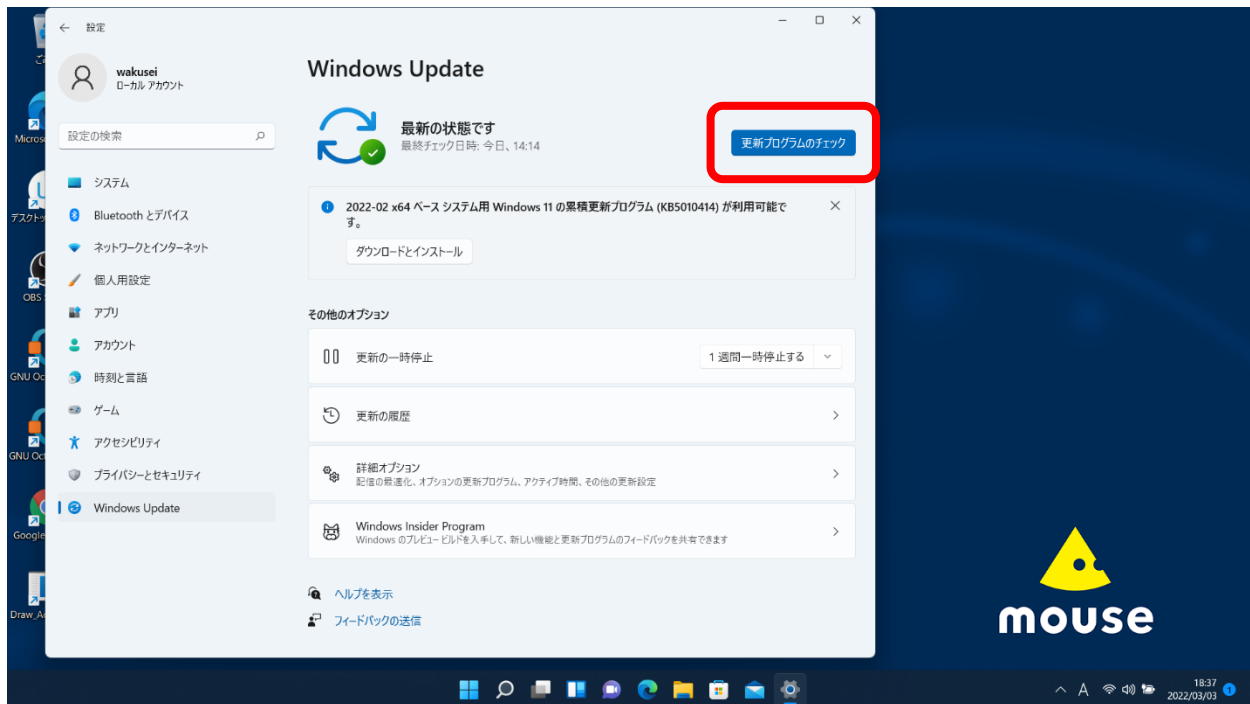 設定
wakusei
ローカル アカウント
設定の検索
システム
Bluetooth とデバイス
ネットワークとインターネット
個人用設定
アプリ
アカウント
時刻と言語
ゲーム
アクセシビリティ
プライバシーとセキュリティ
Windows Update
Windows Update
最新の状態です
最終チェック日時: 今日、14:14
更新プログラムのチェック
2022-02 x64 ベース システム用 Windows 11 の累積更新プログラム (KB5010414) が利用可能で
す。
ダウンロードとインストール
その他のオプション
更新の一時停止
1 週間一時停止する
更新の履歴
詳細オプション
配信の最適化、オプションの更新プログラム、アクティブ時間、その他の更新設定
Windows Insider Program
Windows のプレビュー ビルドを入手して、新しい機能と更新プログラムのフィードバックを共有できます
ヘルプを表示
フィードバックの送信
ご
Micros
デスクト
OBS
GNU Oc
GNU Oc
Google
Draw_A
mouse
A
18:37
2022/03/03
1